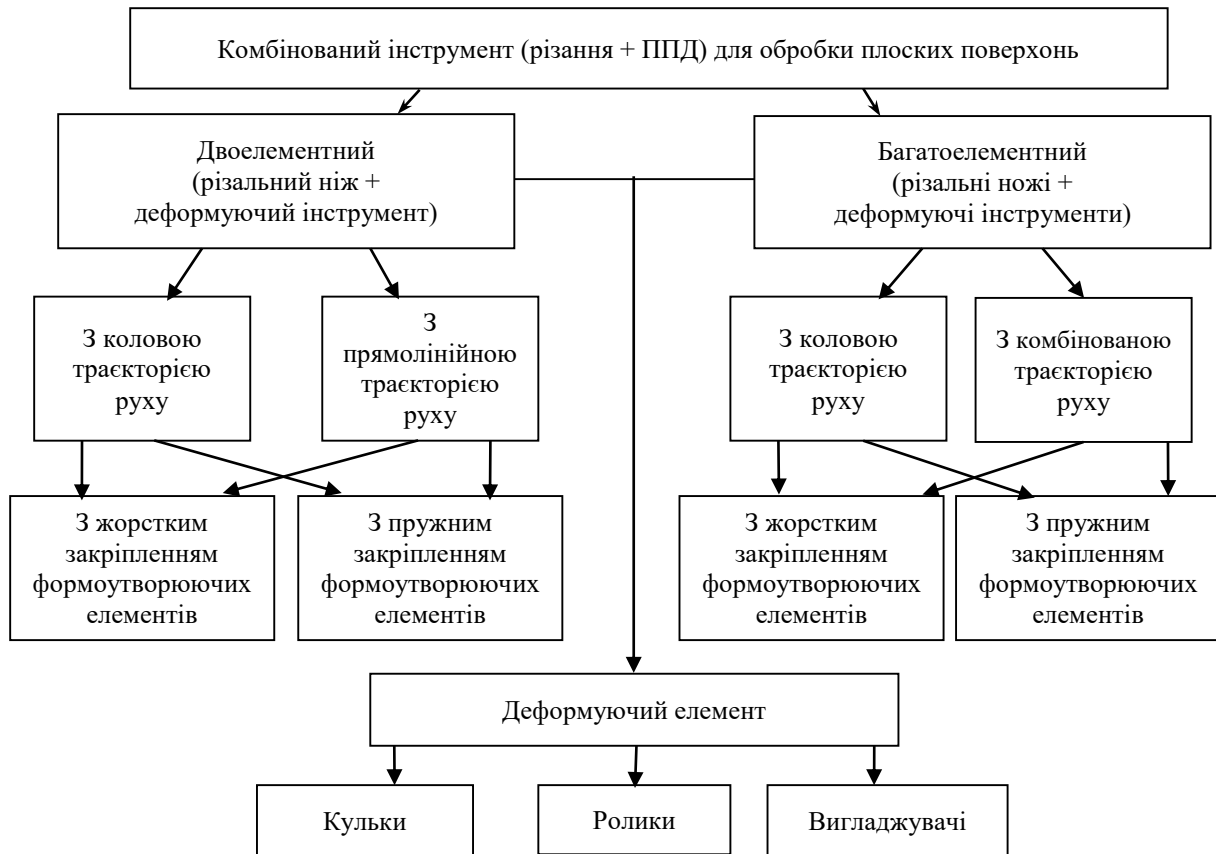 Комбінований інструмент (різання + ППД) для обробки плоских поверхонь
Двоелементний
(різальний ніж +
деформуючий інструмент)
Багатоелементний
(різальні ножі +
деформуючі інструменти)
З коловою
траєкторією
руху
З
прямолінійною
траєкторією
руху
З коловою
траєкторією
руху
З комбінованою
траєкторією
руху
З жорстким
закріпленням
формоутворюючих
елементів
З пружним
закріпленням
формоутворюючих
елементів
З жорстким
закріпленням
формоутворюючих
елементів
З пружним
закріпленням
формоутворюючих
елементів
Деформуючий елемент
Кульки
Ролики
Вигладжувачі